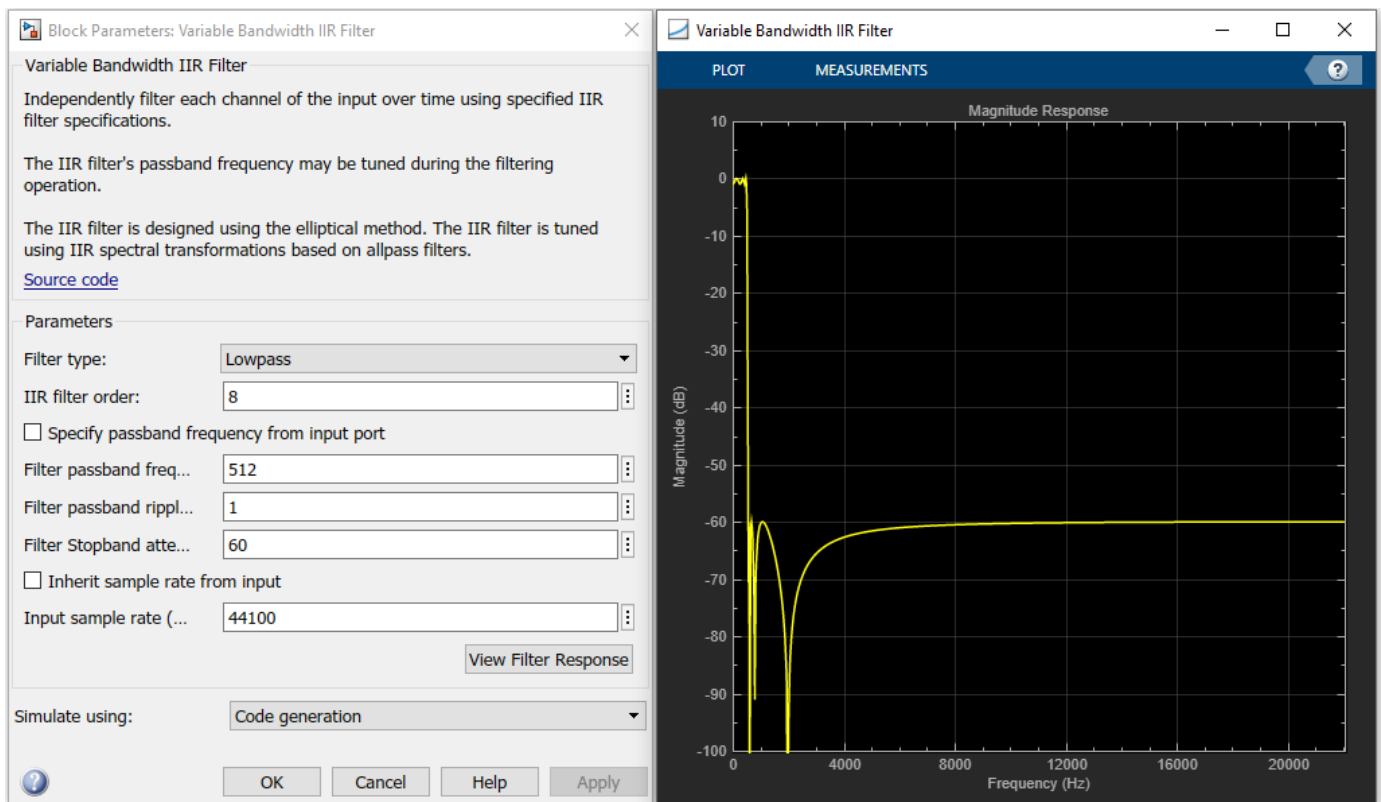 Block Parameters: Variable Bandwidth IIR Filter
Variable Bandwidth IIR Filter
Independently filter each channel of the input over time using specified IIR
filter specifications.
The IIR filter's passband frequency may be tuned during the filtering
operation.
The IIR filter is designed using the elliptical method. The IIR filter is tuned
using IIR spectral transformations based on allpass filters.
Source code
Parameters
Filter type: Lowpass
IIR filter order: 8
Specify passband frequency from input port
Filter passband freq... 512
Filter passband rippl... 1
Filter Stopband atte... 60
Inherit sample rate from input
Input sample rate (... 44100
View Filter Response
Simulate using: Code generation
OK Cancel Help Apply
Variable Bandwidth IIR Filter
PLOT MEASUREMENTS
Magnitude Response
Magnitude (dB)
10
0
-10
-20
-30
-40
-50
-60
-70
-80
-90
-100
0 4000 8000 12000 16000 20000
Frequency (Hz)